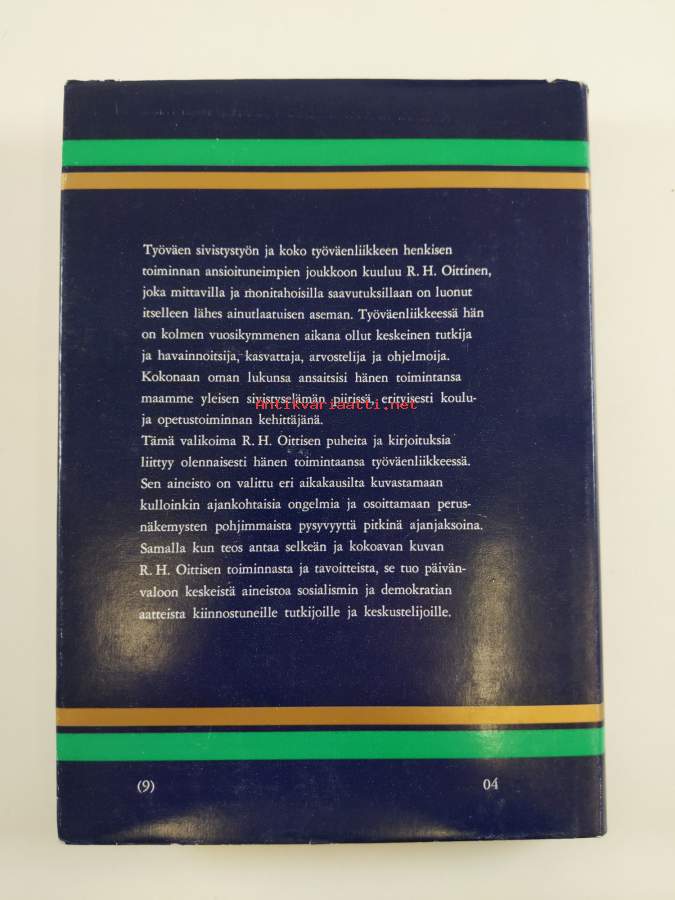 Työväen sivistystyön ja koko työväenliikkeen henkisen
toiminnan ansioituneimpien joukkoon kuuluu R. H. Oittinen,
joka mittavilla ja monitahoisilla saavutuksillaan on luonut
itselleen lähes ainutlaatuisen aseman. Työväenliikkeessä hän
on kolmen vuosikymmenen aikana ollut keskeinen tutkija
ja havainnoitsija, kasvattaja, arvostelija ja ohjelmoija.
Kokonaan oman lukunsa ansaitsisi hänen toimintansa
maamme yleisen sivistyselämän piirissä, erityisesti koulu-
Antikvariaatti.net
ja opetustoiminnan kehittäjänä.
Tämä valikoima R. H. Oittisen puheita ja kirjoituksia
liittyy olennaisesti hänen toimintaansa työväenliikkeessä.
Sen aineisto on valittu eri aikakausilta kuvastamaan
kulloinkin ajankohtaisia ongelmia ja osoittamaan perus-
näkemysten pohjimmaista pysyvyyttä pitkinä ajanjaksoina.
Samalla kun teos antaa selkeän ja kokoavan kuvan
R. H. Oittisen toiminnasta ja tavoitteista, se tuo päivän-
valoon keskeistä aineistoa sosialismin ja demokratian
aatteista kiinnostuneille tutkijoille ja keskustelijoille.
(9) 04